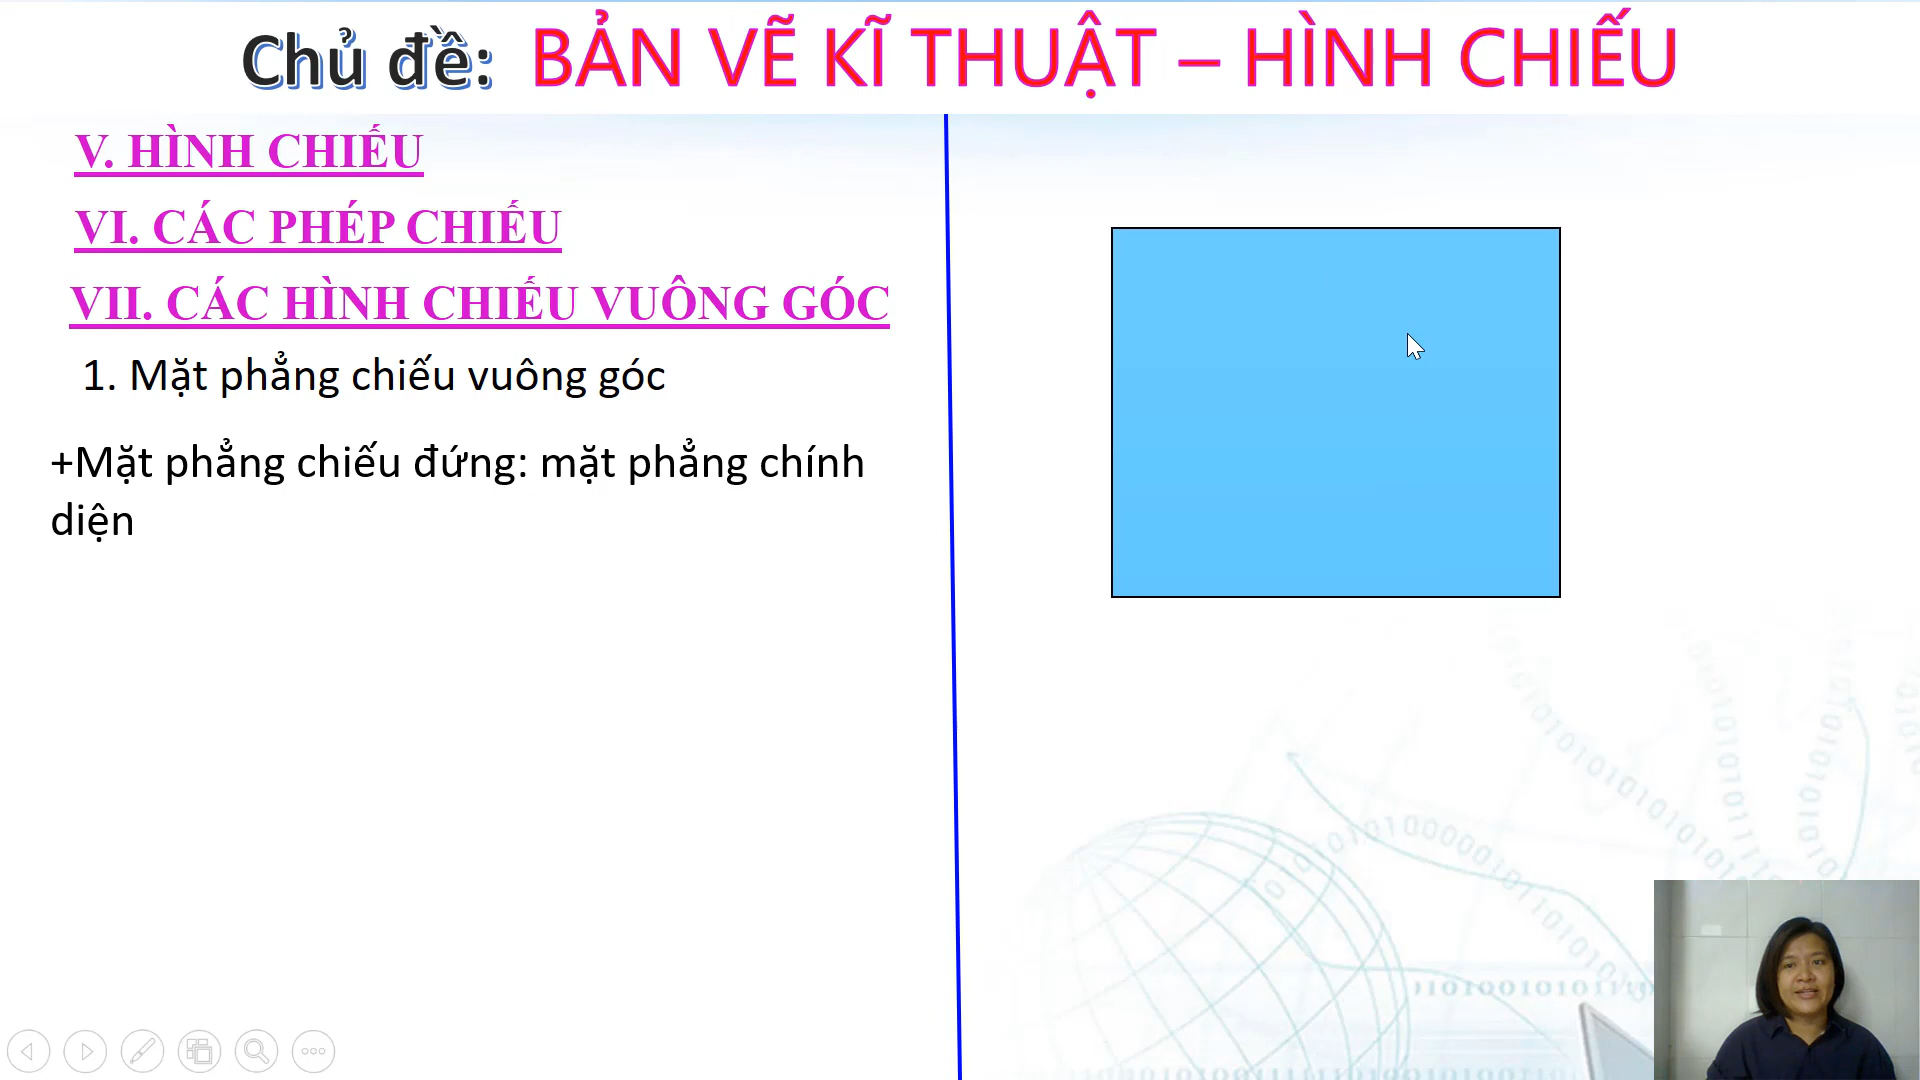 Chủ đề: BẢN VẼ KĨ THUẬT – HÌNH CHIẾU
V. HÌNH CHIẾU
VI. CÁC PHÉP CHIẾU
VII. CÁC HÌNH CHIẾU VUÔNG GÓC
1. Mặt phẳng chiếu vuông góc
+Mặt phẳng chiếu đứng: mặt phẳng chính
diện